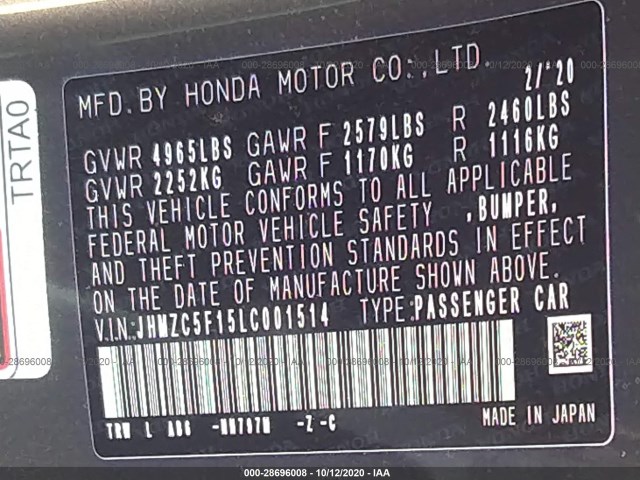 MFD. BY HONDA MOTOR CO.,LTD. 2/'20
GVWR 4965LBS GAWR F 2579LBS R 2460LBS
GVWR 2252KG GAWR F 1170KG R 1116KG
THIS VEHICLE CONFORMS TO ALL APPLICABLE
FEDERAL MOTOR VEHICLE SAFETY ,BUMPER,
AND THEFT PREVENTION STANDARDS IN EFFECT
ON THE DATE OF MANUFACTURE SHOWN ABOVE.
V.I.N.:JHMZC5F15LC001514 TYPE:PASSENGER CAR
TRM L -Z -C
MADE IN JAPAN
TRTA0
000-28696008 - 10/12/2020 - IAA